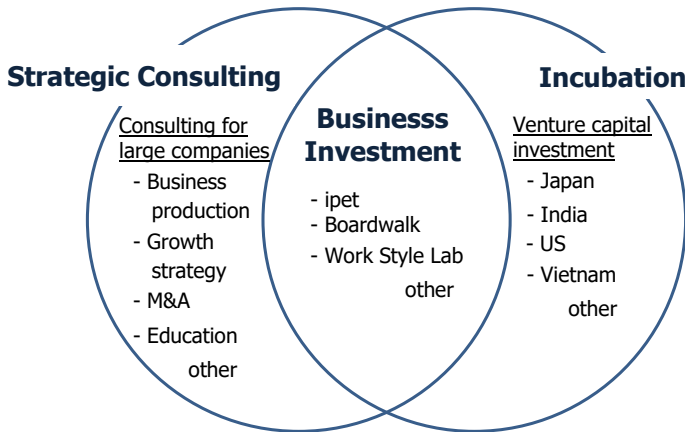 Strategic Consulting
Consulting for
large companies
- Business
production
- Growth
strategy
- M&A
- Education
other
Businesss
Investment
- ipet
- Boardwalk
- Work Style Lab
other
Incubation
Venture capital
investment
- Japan
- India
- US
- Vietnam
other